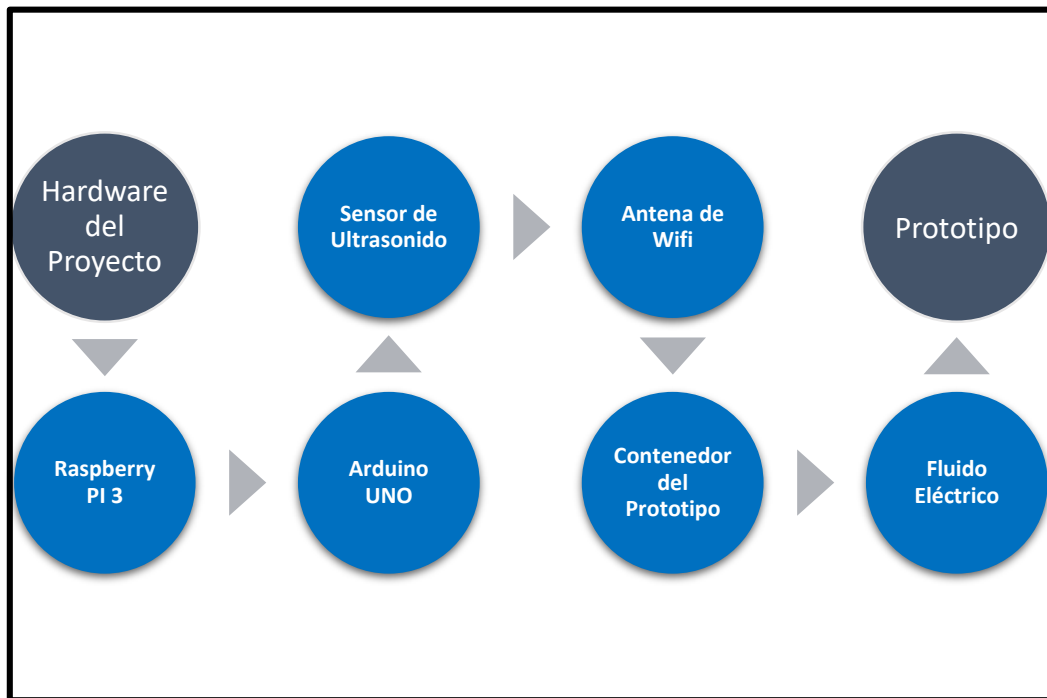 Hardware
del
Proyecto
Raspberry
PI 3
Arduino
UNO
Sensor de
Ultrasonido
Antena de
Wifi
Contenedor
del
Prototipo
Fluido
Eléctrico
Prototipo